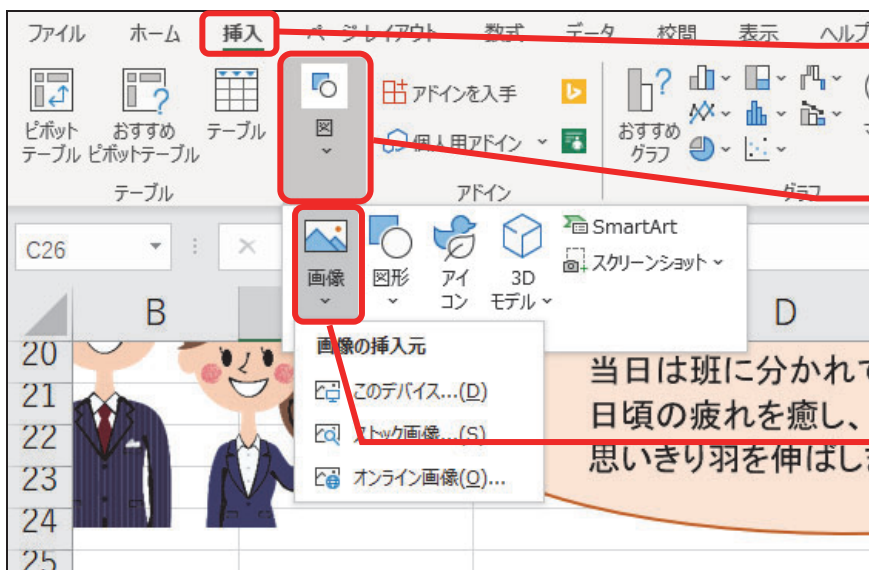 ファイル ホーム 挿入 ページ レイアウト 数式 データ 校閲 表示 ヘルプ
ピボット
テーブル
おすすめ
ピボットテーブル
テーブル
テーブル
図
アドインを入手
個人用アドイン
アドイン
おすすめ
グラフ
グラフ
画像
図形
アイ
コン
3D
モデル
SmartArt
スクリーンショット
C26
B
D
画像の挿入元
このデバイス...(D)
ストック画像...(S)
オンライン画像(O)...
20
21
22
23
24
25
当日は班に分かれて
日頃の疲れを癒し、
思いきり羽を伸ばしま